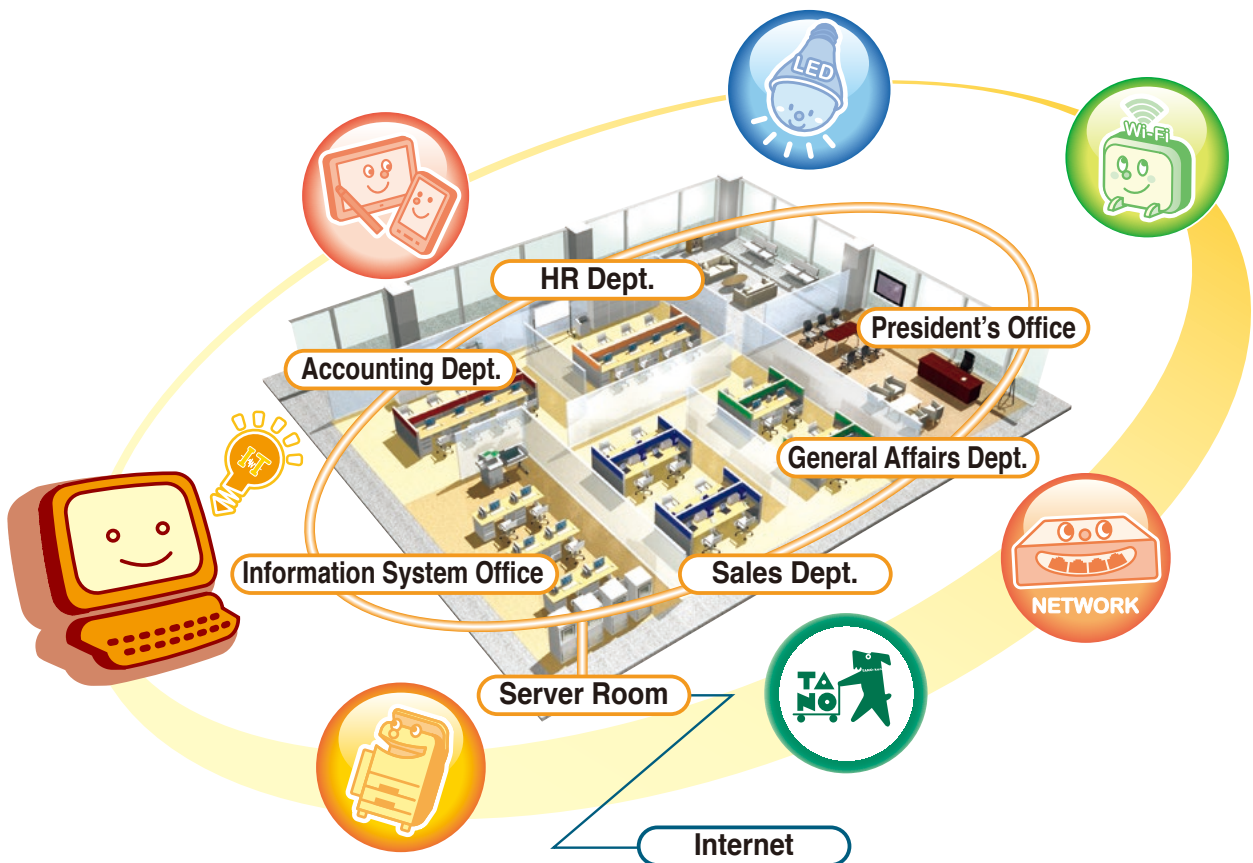 LED
Wi-Fi
HR Dept.
President's Office
Accounting Dept.
I&T
General Affairs Dept.
Information System Office
Sales Dept.
NETWORK
TA
NO
Server Room
Internet